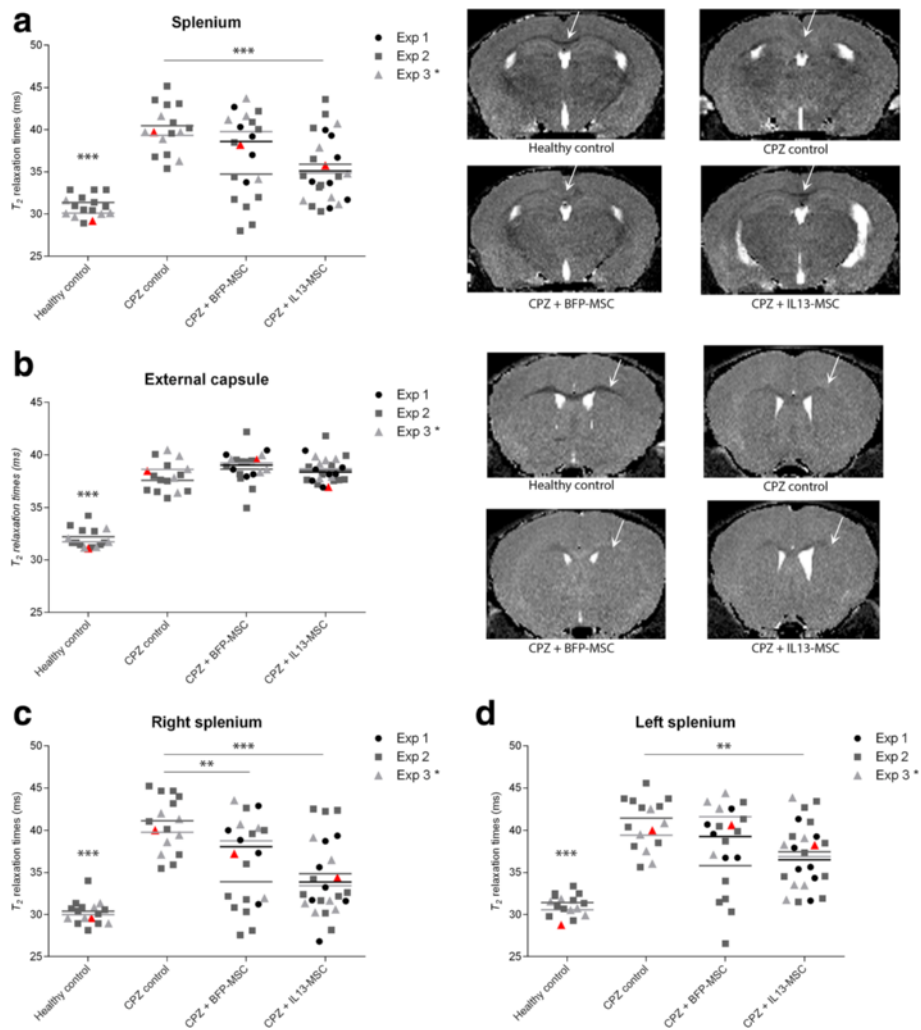 a
Splenium
***
***
T2 relaxation times (ms)
50
45
40
35
30
25
Healthy control
CPZ control
CPZ + BFP-MSC
CPZ + IL13-MSC
Exp 1
Exp 2
Exp 3 *
Healthy control
CPZ control
CPZ + BFP-MSC
CPZ + IL13-MSC
b
External capsule
***
T2 relaxation times (ms)
45
40
35
30
25
Healthy control
CPZ control
CPZ + BFP-MSC
CPZ + IL13-MSC
Exp 1
Exp 2
Exp 3 *
Healthy control
CPZ control
CPZ + BFP-MSC
CPZ + IL13-MSC
c
Right splenium
***
**
***
T2 relaxation times (ms)
50
45
40
35
30
25
Healthy control
CPZ control
CPZ + BFP-MSC
CPZ + IL13-MSC
Exp 1
Exp 2
Exp 3 *
d
Left splenium
**
***
T2 relaxation times (ms)
50
45
40
35
30
25
Healthy control
CPZ control
CPZ + BFP-MSC
CPZ + IL13-MSC
Exp 1
Exp 2
Exp 3 *